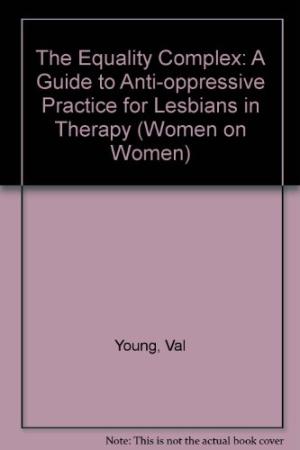 The Equality Complex: A
Guide to Anti-oppressive
Practice for Lesbians in
Therapy (Women on
Women)
Young, Val
Note: This is not the actual book cover